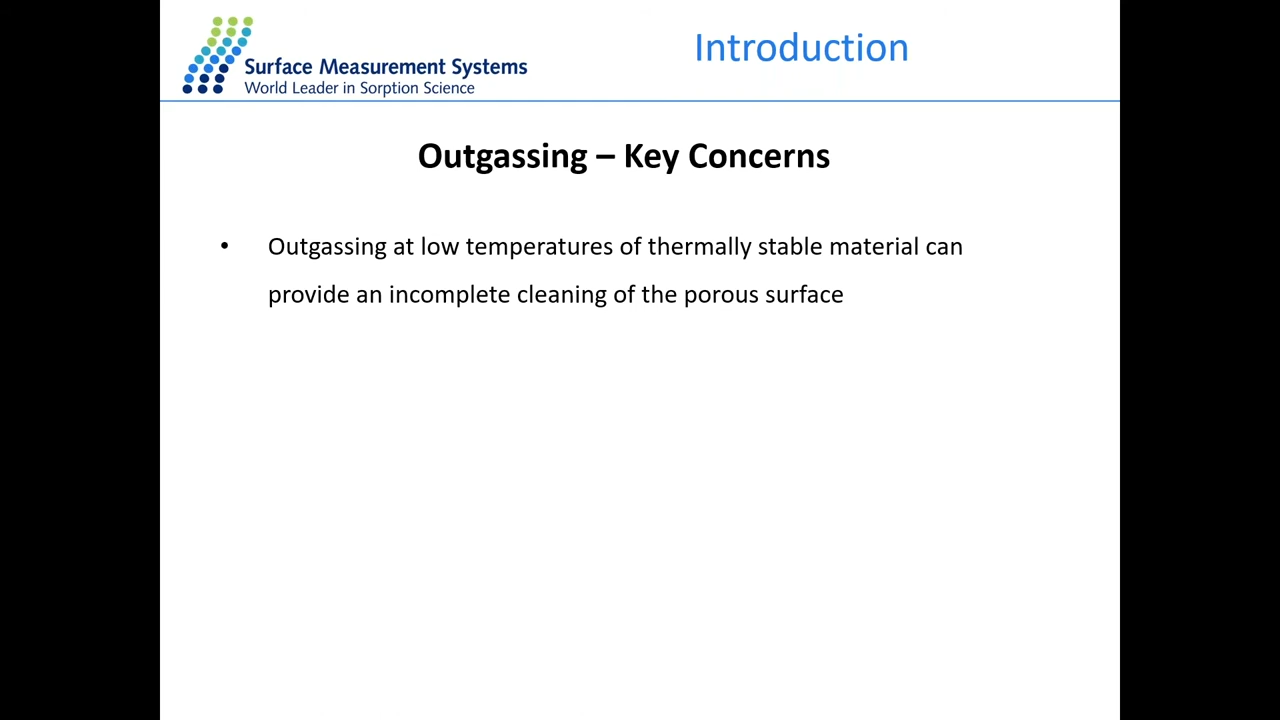 Surface Measurement Systems
World Leader in Sorption Science
Introduction
Outgassing – Key Concerns
• Outgassing at low temperatures of thermally stable material can
provide an incomplete cleaning of the porous surface